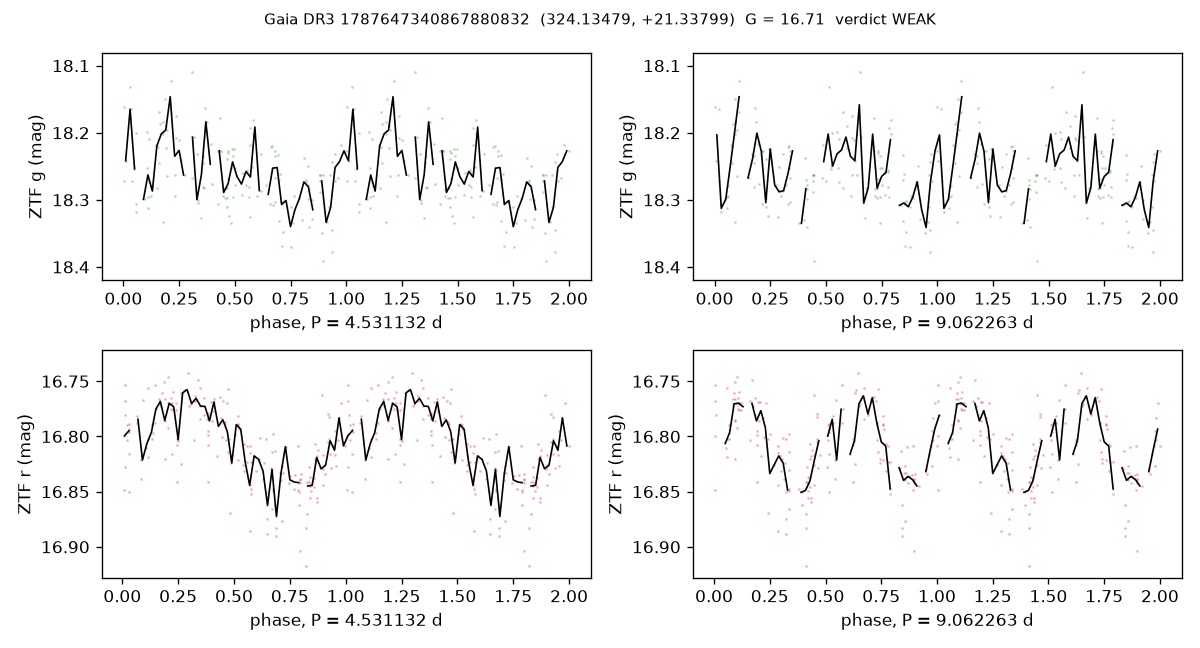 Gaia DR3 1787647340867880832 (324.13479, +21.33799) G = 16.71 verdict WEAK
18.1
18.2
18.3
18.4
ZTF g (mag)
0.00 0.25 0.50 0.75 1.00 1.25 1.50 1.75 2.00
phase, P = 4.531132 d
18.1
18.2
18.3
18.4
ZTF g (mag)
0.00 0.25 0.50 0.75 1.00 1.25 1.50 1.75 2.00
phase, P = 9.062263 d
16.75
16.80
16.85
16.90
ZTF r (mag)
0.00 0.25 0.50 0.75 1.00 1.25 1.50 1.75 2.00
phase, P = 4.531132 d
16.75
16.80
16.85
16.90
ZTF r (mag)
0.00 0.25 0.50 0.75 1.00 1.25 1.50 1.75 2.00
phase, P = 9.062263 d